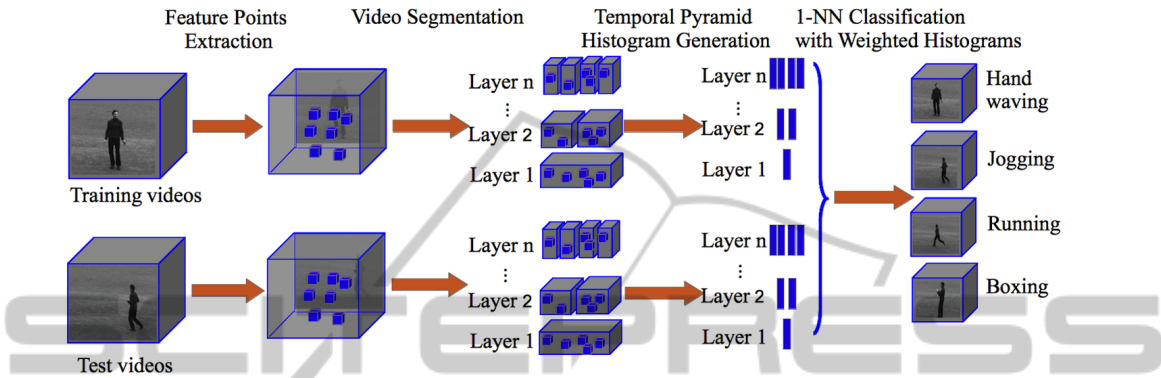 Feature Points
Extraction
Video Segmentation
Temporal Pyramid
Histogram Generation
1-NN Classification
with Weighted Histograms
Training videos
Layer n
...
Layer 2
Layer 1
Layer n
...
Layer 2
Layer 1
Test videos
Layer n
...
Layer 2
Layer 1
Layer n
...
Layer 2
Layer 1
Hand
waving
Jogging
Running
Boxing
SCITEPRESS